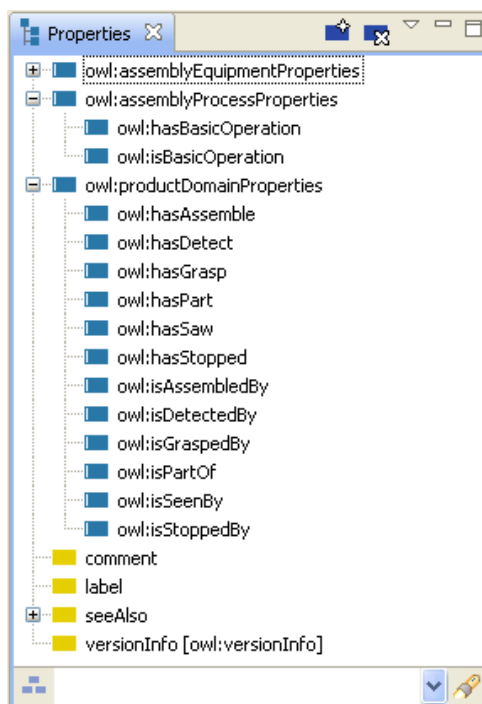 Properties
owl:assemblyEquipmentProperties
owl:assemblyProcessProperties
owl:hasBasicOperation
owl:isBasicOperation
owl:productDomainProperties
owl:hasAssemble
owl:hasDetect
owl:hasGrasp
owl:hasPart
owl:hasSaw
owl:hasStopped
owl:isAssembledBy
owl:isDetectedBy
owl:isGraspedBy
owl:isPartOf
owl:isSeenBy
owl:isStoppedBy
comment
label
seeAlso
versionInfo [owl:versionInfo]